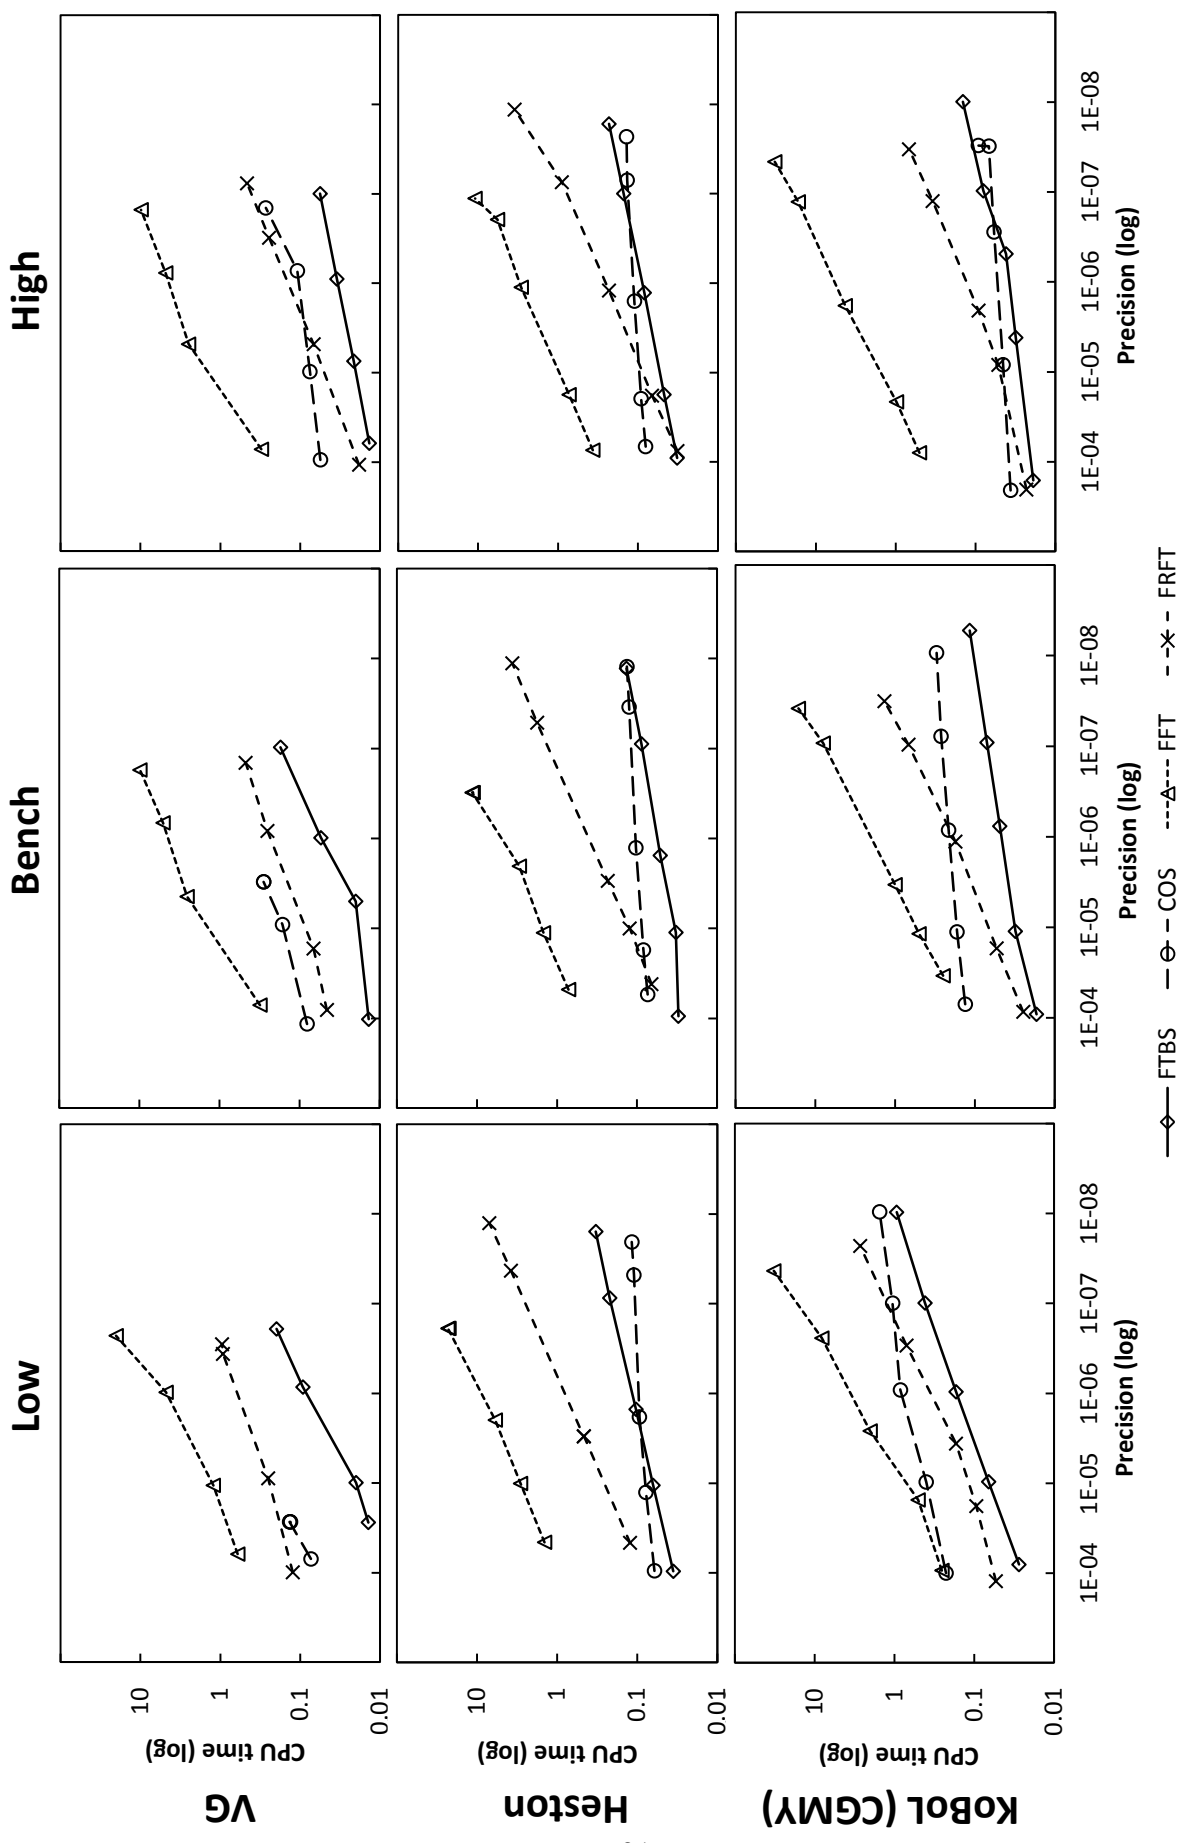 Low
Bench
High
VG
CPU time (log)
10
1
0.1
0.01
Heston
CPU time (log)
10
1
0.1
0.01
KoBoL (CGMY)
CPU time (log)
10
1
0.1
0.01
1E-04
1E-05
1E-06
1E-07
1E-08
1E-04
1E-05
1E-06
1E-07
1E-08
1E-04
1E-05
1E-06
1E-07
1E-08
Precision (log)
Precision (log)
Precision (log)
FTBS
COS
FFT
FRFT